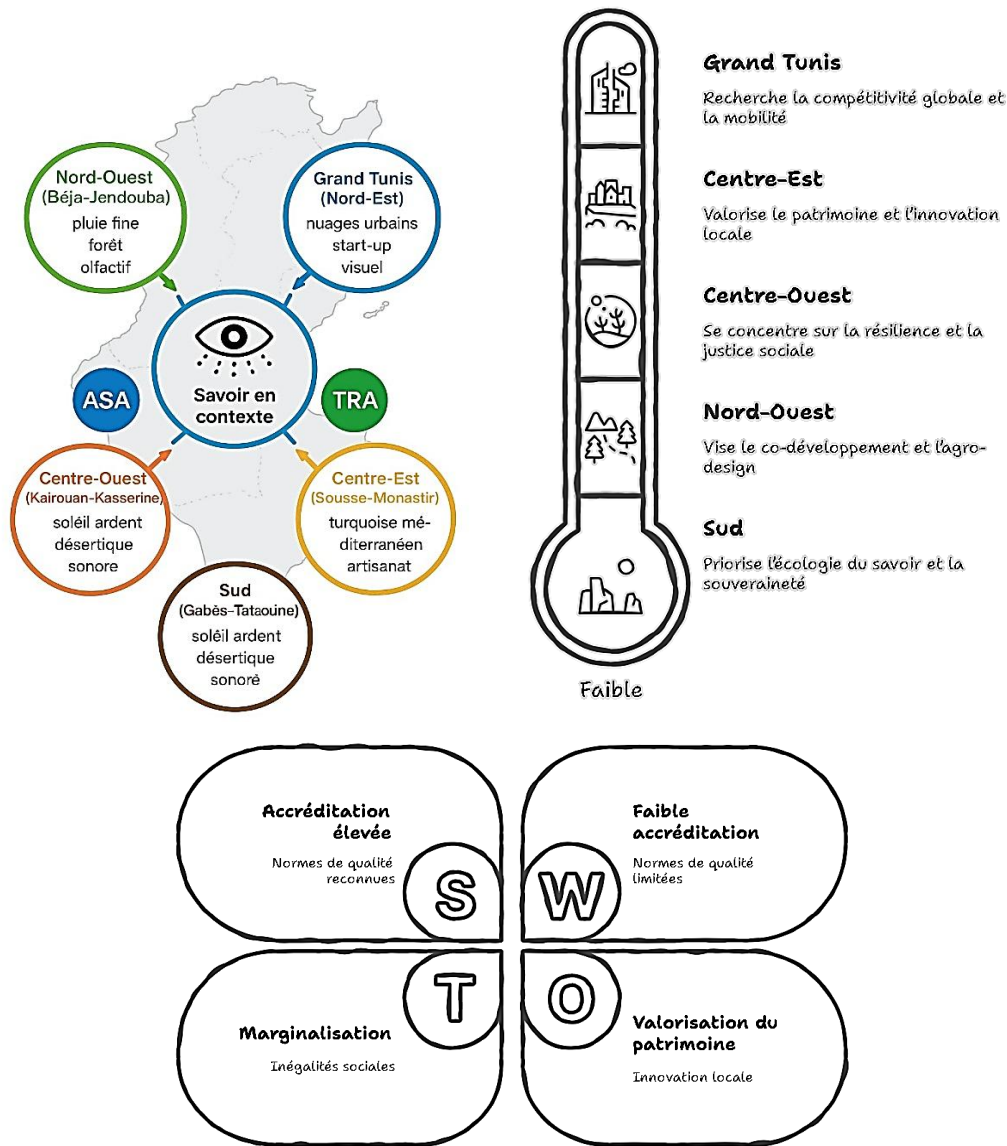 Nord-Ouest
(Béja-Jendouba)
pluie fine
forêt
olfactif
Grand Tunis
(Nord-Est)
nuages urbains
start-up
visuel
Savoir en
contexte
ASA
TRA
Centre-Ouest
(Kairouan-Kasserine)
soléil ardent
désertique
sonore
Centre-Est
(Sousse-Monastir)
turquoise mé-
diterranéen
artisanat
Sud
(Gabès-Tataouine)
soléil ardent
désertique
sonorè
Grand Tunis
Recherche la compétitivité globale et
la mobilité
Centre-Est
Valorise le patrimoine et l'innovation
locale
Centre-Ouest
Se concentre sur la résilience et la
justice sociale
Nord-Ouest
Vise le co-développement et l'agro-
design
Sud
Priorise l'écologie du savoir et la
souveraineté
Faible
Accréditation
élevée
Normes de qualité
reconnues
S
Faible
accréditation
Normes de qualité
limitées
W
Marginalisation
Inégalités sociales
T
Valorisation du
patrimoine
Innovation locale
O